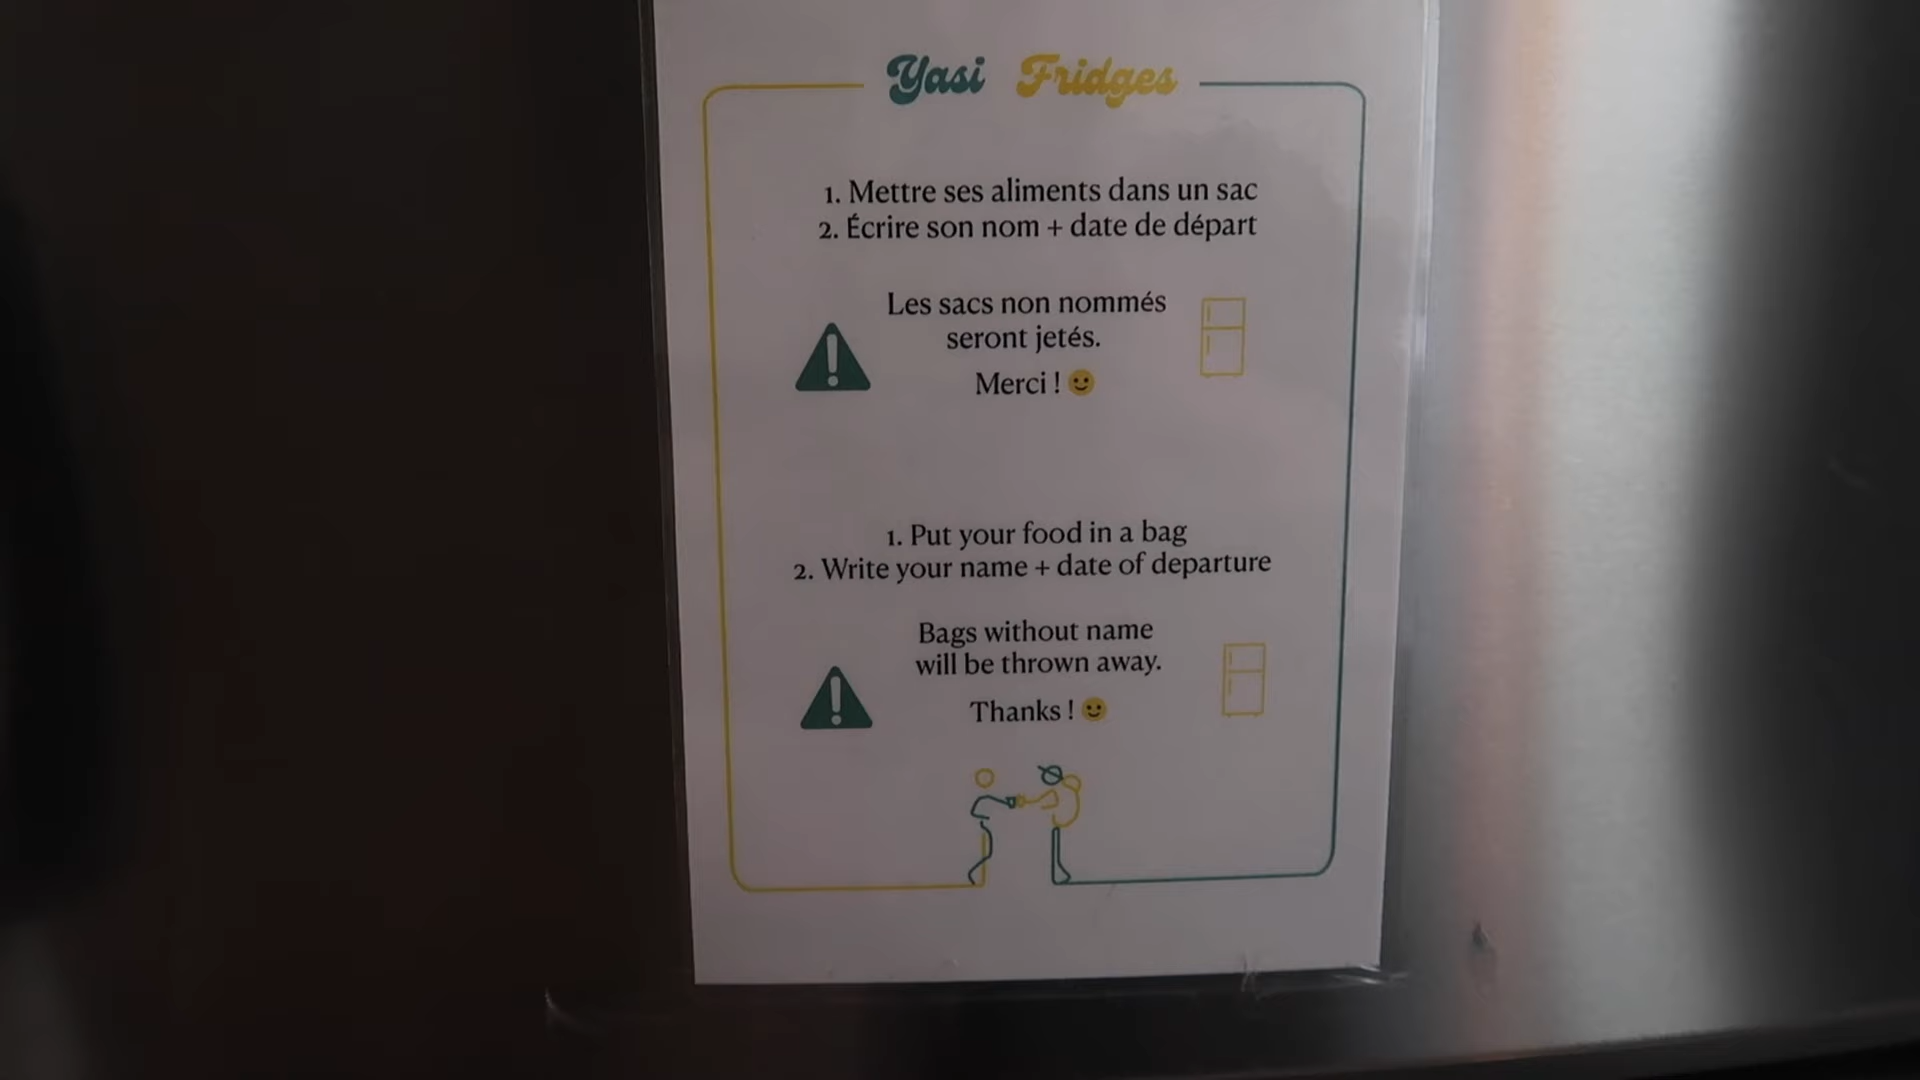 Yasi Fridges
1. Mettre ses aliments dans un sac
2. Écrire son nom + date de départ
Les sacs non nommés
seront jetés.
Merci ! 🙂
1. Put your food in a bag
2. Write your name + date of departure
Bags without name
will be thrown away.
Thanks ! 🙂